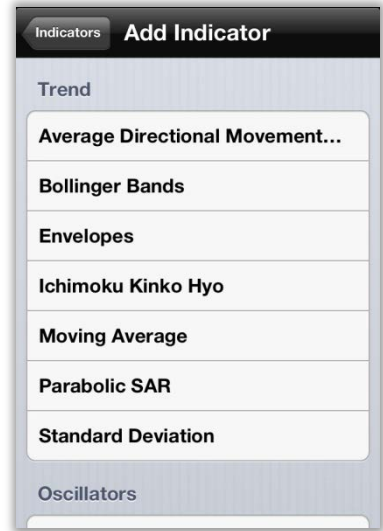 Indicators Add Indicator
Trend
Average Directional Movement...
Bollinger Bands
Envelopes
Ichimoku Kinko Hyo
Moving Average
Parabolic SAR
Standard Deviation
Oscillators